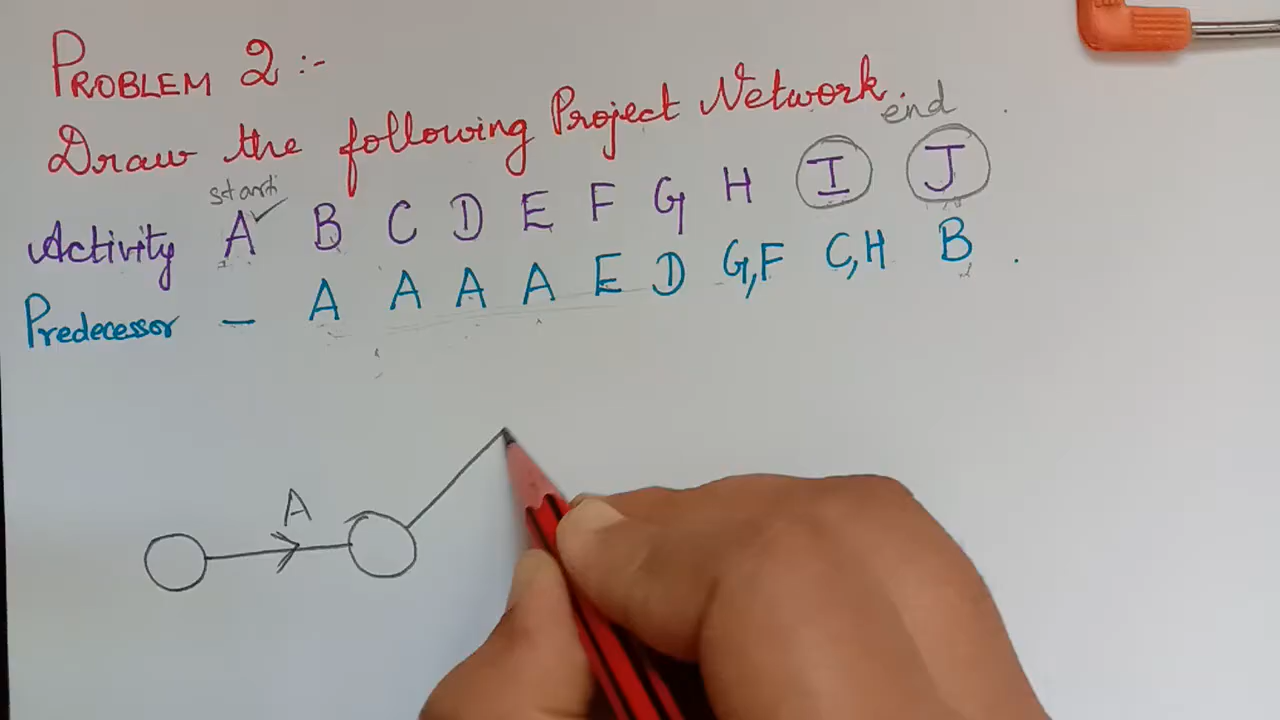 PROBLEM 2 :-
Draw the following Project Network.
start end
Activity A ✓ B C D E F G H I J
Predecessor - A A A A E D G,F C,H B .
A